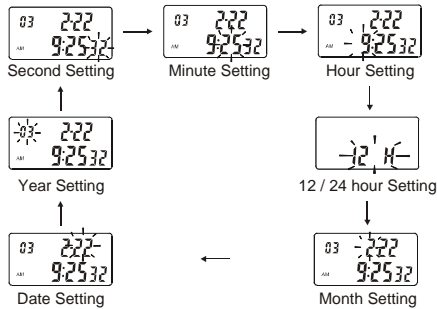 03 2:22
AM 9:25 32
Second Setting
03 2:22
AM 9:25 32
Minute Setting
03 2:22
AM 9:25 32
Hour Setting
12 H
12 / 24 hour Setting
03 2:22
AM 9:25 32
Month Setting
03 2:22
AM 9:25 32
Date Setting
03 2:22
AM 9:25 32
Year Setting